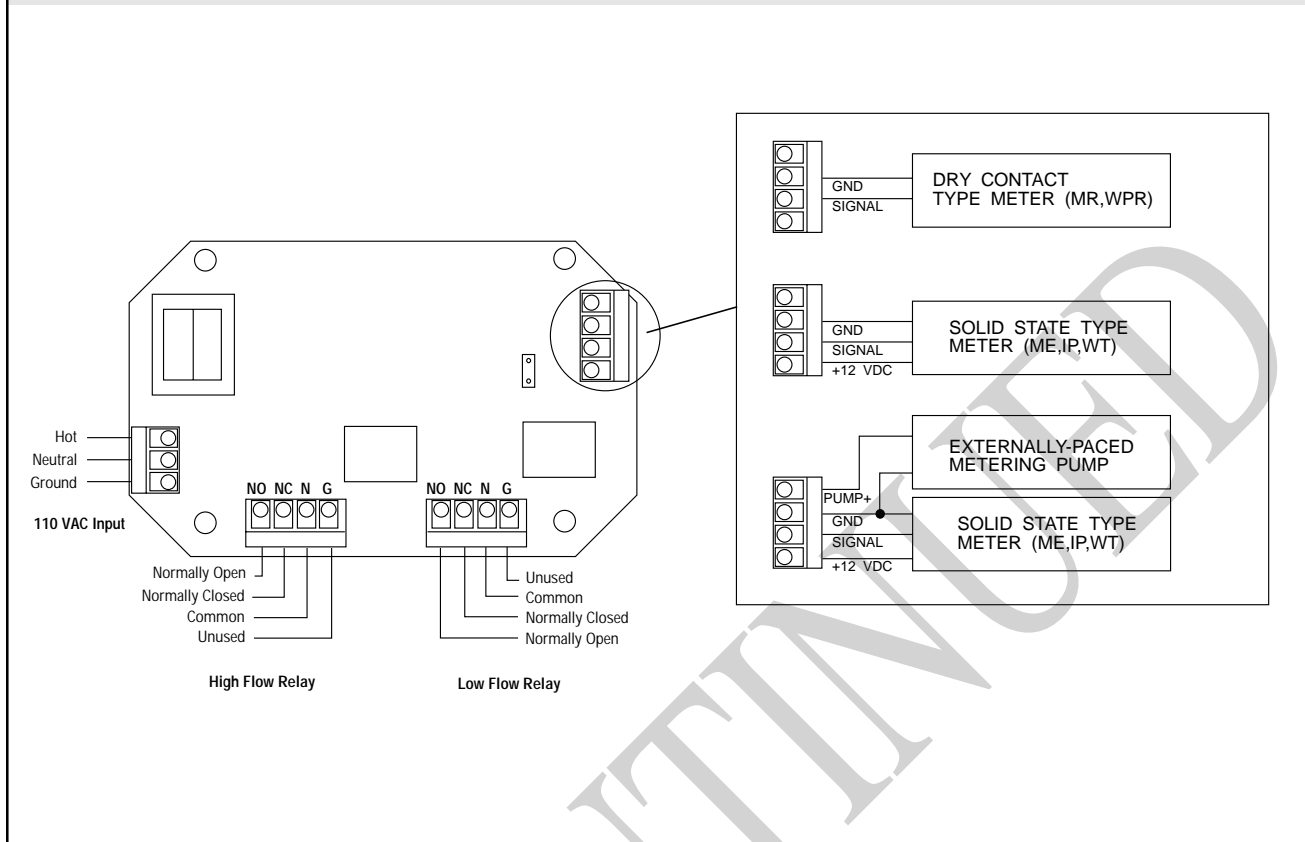 Hot
Neutral
Ground
110 VAC Input
NO NC N G
Normally Open
Normally Closed
Common
Unused
High Flow Relay
NO NC N G
Unused
Common
Normally Closed
Normally Open
Low Flow Relay
GND
SIGNAL
DRY CONTACT
TYPE METER (MR,WPR)
GND
SIGNAL
+12 VDC
SOLID STATE TYPE
METER (ME,IP,WT)
EXTERNALLY-PACED
METERING PUMP
PUMP+
GND
SIGNAL
+12 VDC
SOLID STATE TYPE
METER (ME,IP,WT)
TINUED